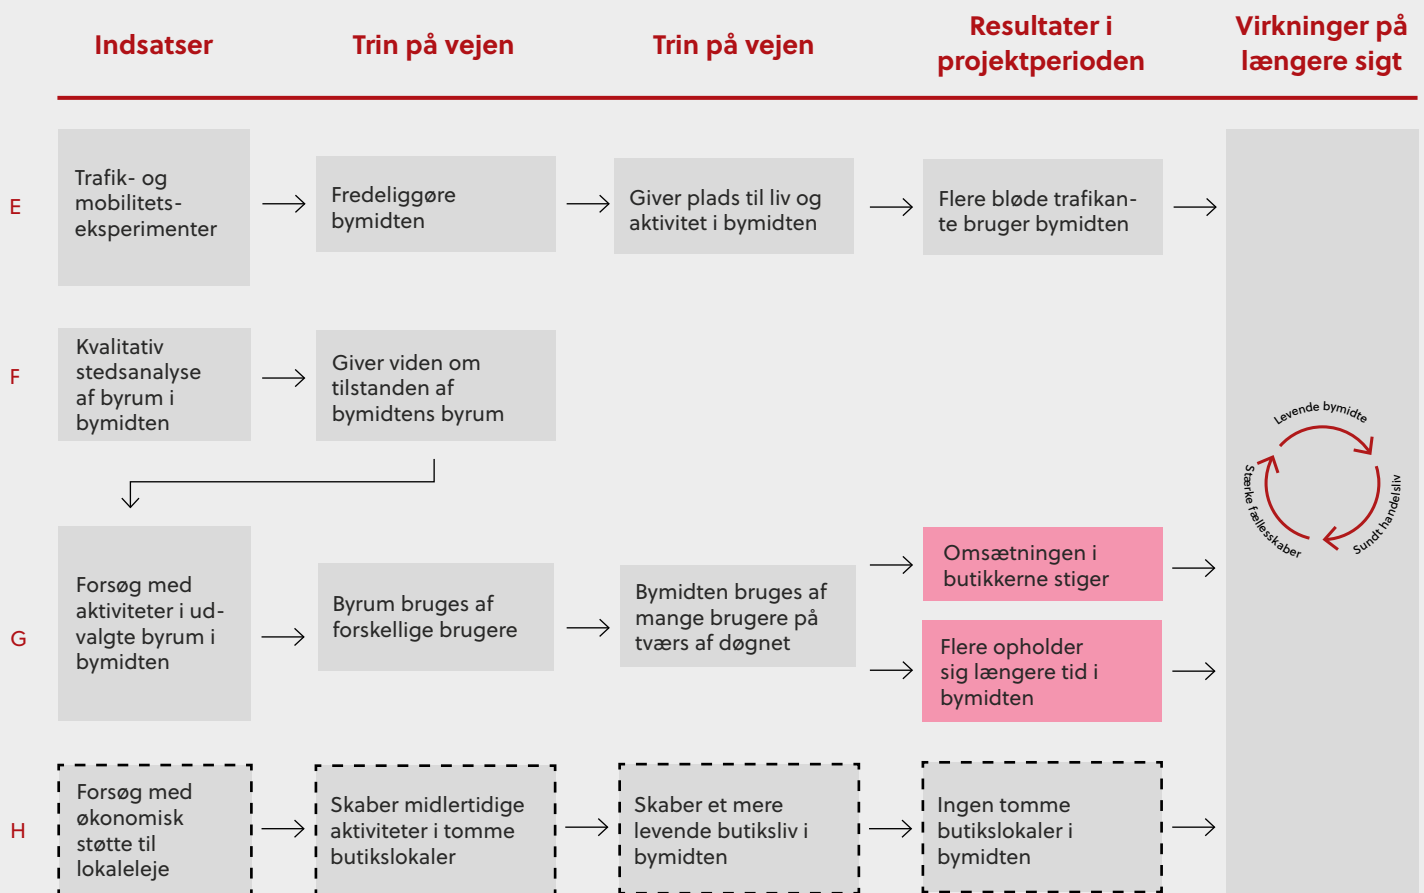 Indsatser
Trin på vejen
Trin på vejen
Resultater i
projektperioden
Virkninger på
længere sigt
E
Trafik- og
mobilitets-
eksperimenter
Fredeliggøre
bymidten
Giver plads til liv og
aktivitet i bymidten
Flere bløde trafikan-
te bruger bymidten
F
Kvalitativ
stedsanalyse
af byrum i
bymidten
Giver viden om
tilstanden af
bymidtens byrum
Levende bymidte
Sundt handelsliv
Stærke fællesskaber
G
Forsøg med
aktiviteter i ud-
valgte byrum i
bymidten
Byrum bruges af
forskellige brugere
Bymidten bruges af
mange brugere på
tværs af døgnet
Omsætningen i
butikkerne stiger
Flere opholder
sig længere tid i
bymidten
H
Forsøg med
økonomisk
støtte til
lokaleleje
Skaber midlertidige
aktiviteter i tomme
butikslokaler
Skaber et mere
levende butiksliv i
bymidten
Ingen tomme
butikslokaler i
bymidten